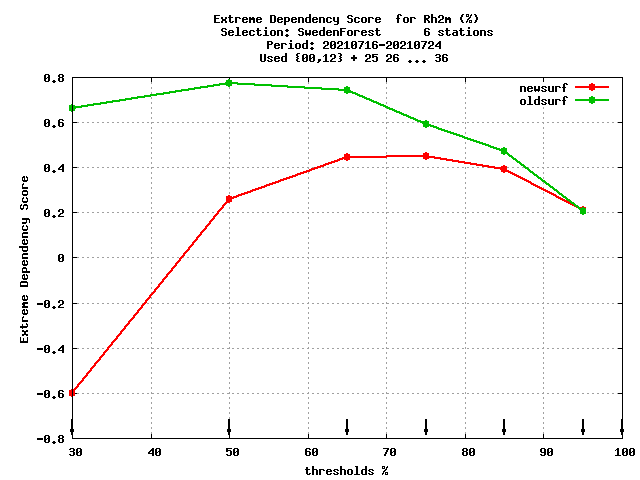 Extreme Dependency Score  for Rh2m (%)
Selection: SwedenForest      6 stations
Period: 20210716-20210724
Used {00,12} + 25 26 ... 36
newsurf
oldsurf
0.8
0.6
0.4
0.2
0
-0.2
-0.4
-0.6
-0.8
Extreme Dependency Score
30 40 50 60 70 80 90 100
thresholds %